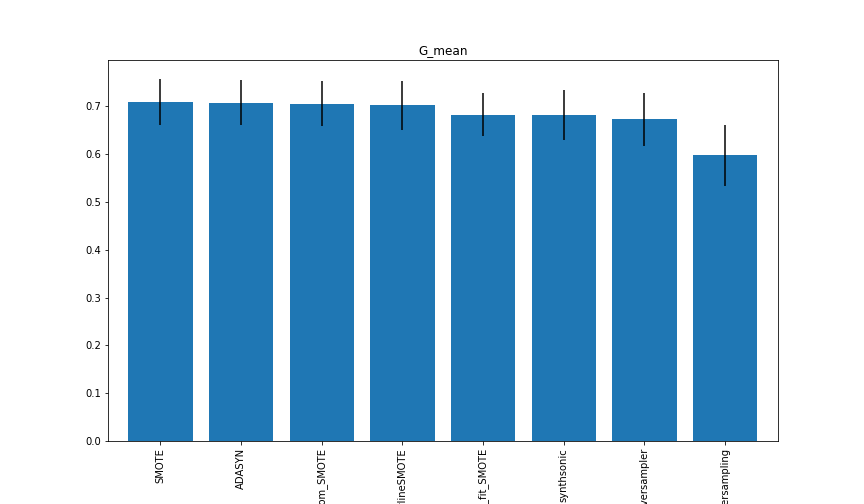 G_mean
0.7
0.6
0.5
0.4
0.3
0.2
0.1
0.0
SMOTE
ADASYN
om_SMOTE
lineSMOTE
_fit_SMOTE
synthsonic
versampler
ersampling